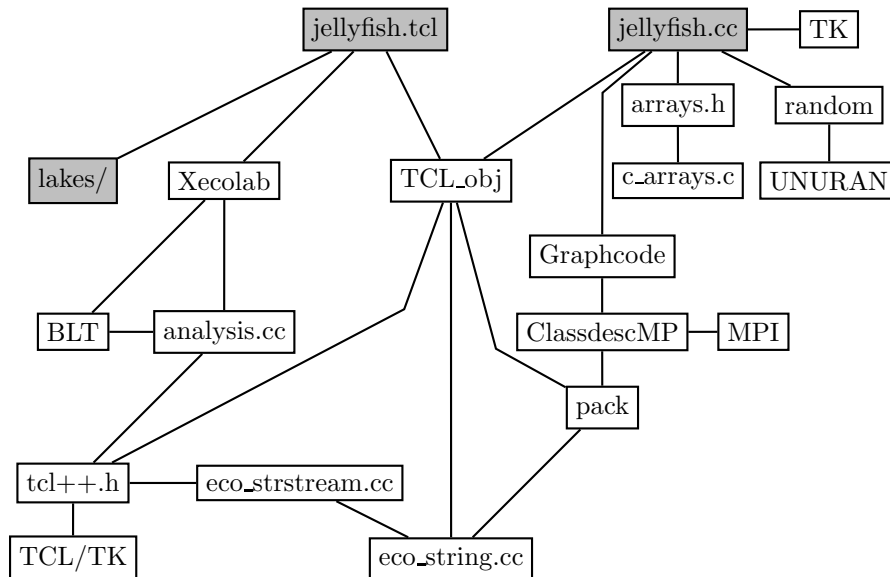 jellyfish.tcl
jellyfish.cc
TK
arrays.h
random
lakes/
Xecolab
TCL_obj
c_arrays.c
UNURAN
Graphcode
BLT
analysis.cc
ClassdescMP
MPI
pack
tcl++.h
eco_strstream.cc
TCL/TK
eco_string.cc